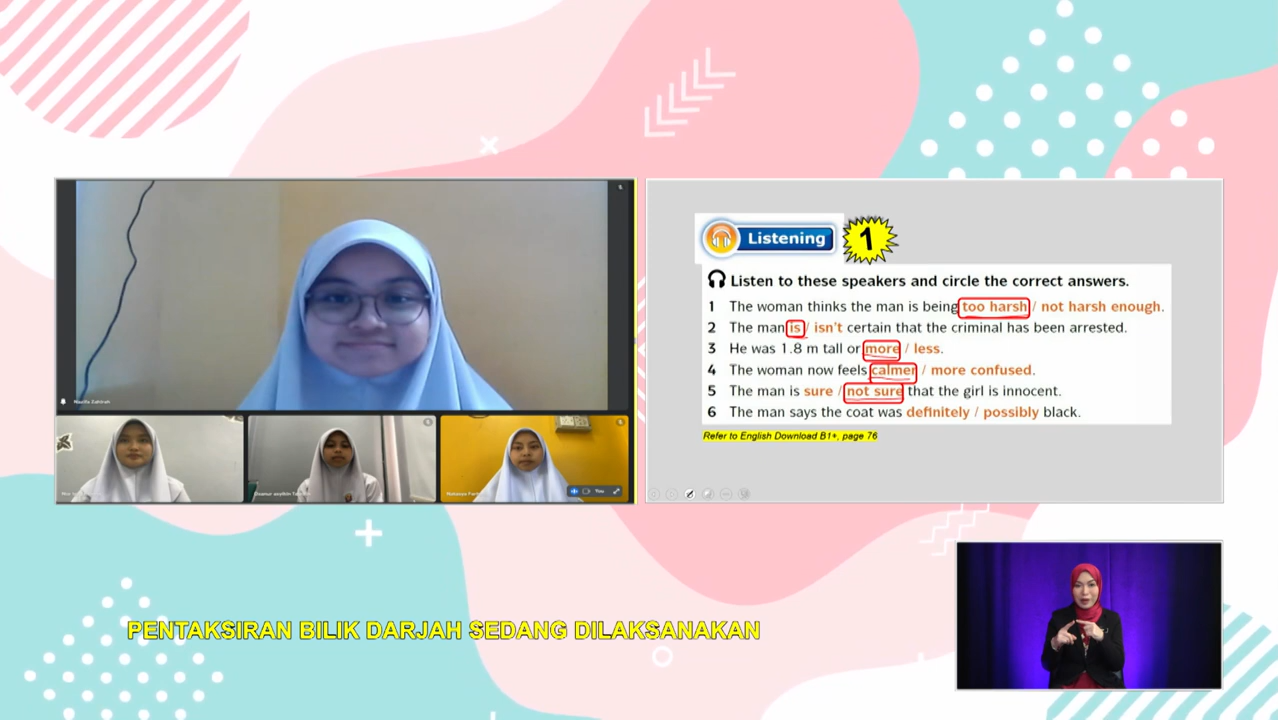 Listening
1
Listen to these speakers and circle the correct answers.
1 The woman thinks the man is being too harsh / not harsh enough.
2 The man is / isn't certain that the criminal has been arrested.
3 He was 1.8 m tall or more / less.
4 The woman now feels calmer / more confused.
5 The man is sure / not sure that the girl is innocent.
6 The man says the coat was definitely / possibly black.
Refer to English Download B1+, page 76
You
PENTAKSIRAN BILIK DARJAH SEDANG DILAKSANAKAN